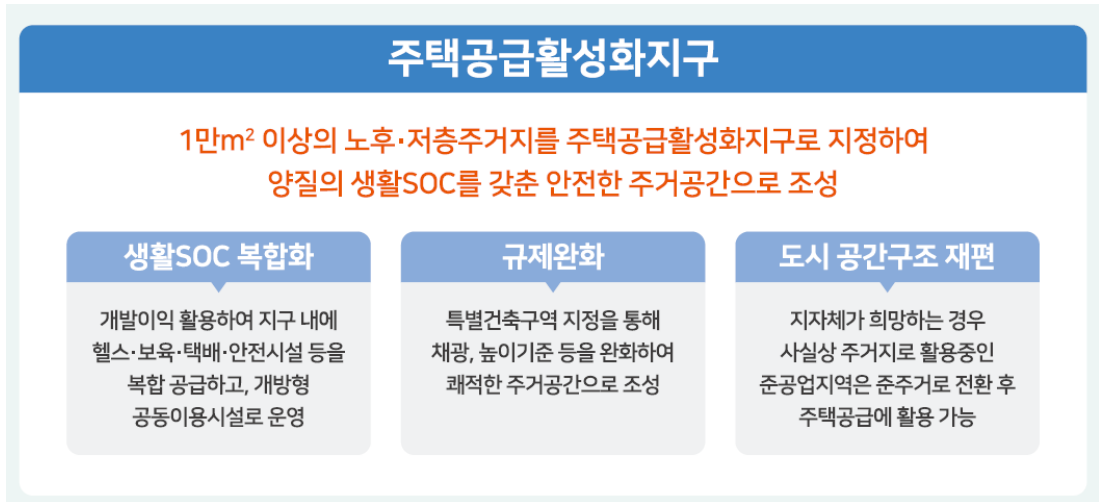 주택공급활성화지구
1만m² 이상의 노후·저층주거지를 주택공급활성화지구로 지정하여
양질의 생활SOC를 갖춘 안전한 주거공간으로 조성
생활SOC 복합화
개발이익 활용하여 지구 내에
헬스·보육·택배·안전시설 등을
복합 공급하고, 개방형
공동이용시설로 운영
규제완화
특별건축구역 지정을 통해
채광, 높이기준 등을 완화하여
쾌적한 주거공간으로 조성
도시 공간구조 재편
지자체가 희망하는 경우
사실상 주거지로 활용중인
준공업지역은 준주거로 전환 후
주택공급에 활용 가능